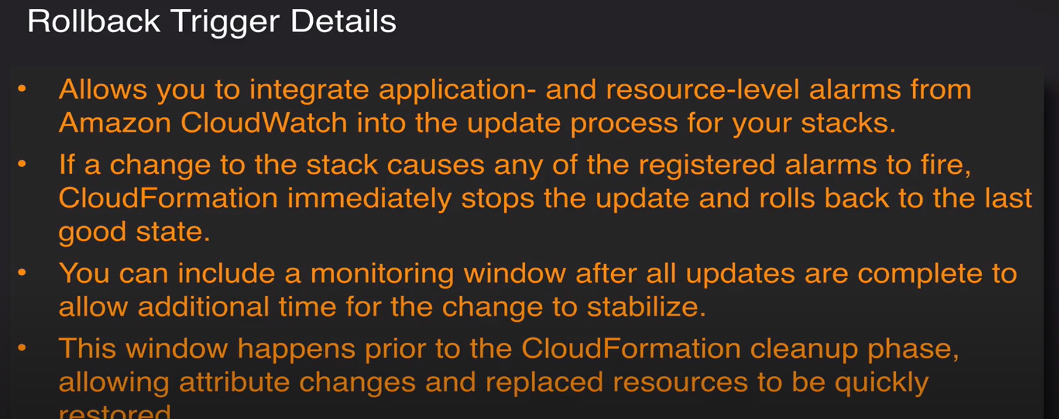 Rollback Trigger Details
• Allows you to integrate application- and resource-level alarms from
Amazon CloudWatch into the update process for your stacks.
• If a change to the stack causes any of the registered alarms to fire,
CloudFormation immediately stops the update and rolls back to the last
good state.
• You can include a monitoring window after all updates are complete to
allow additional time for the change to stabilize.
• This window happens prior to the CloudFormation cleanup phase,
allowing attribute changes and replaced resources to be quickly
restored